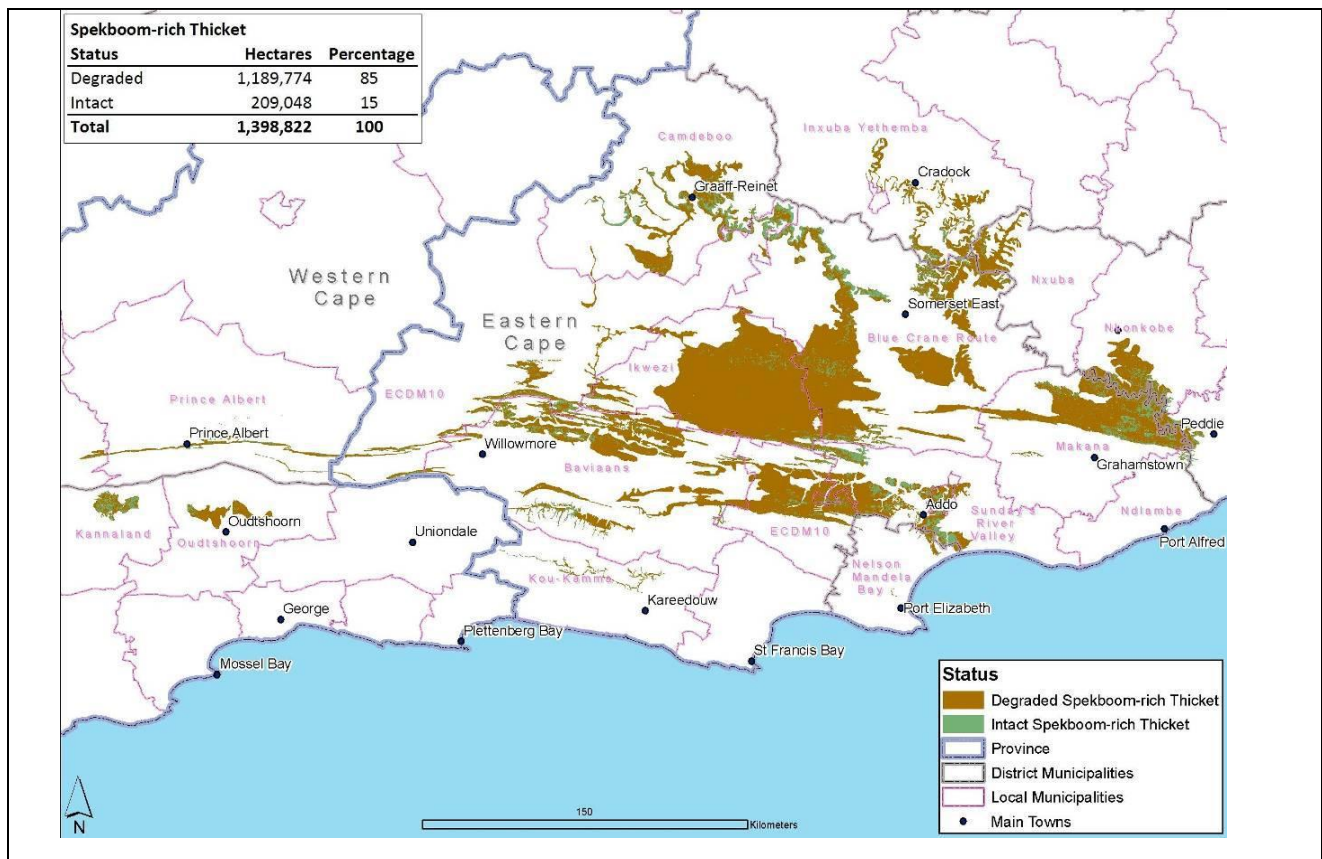 Spekboom-rich Thicket
Status Hectares Percentage
Degraded 1,189,774 85
Intact 209,048 15
Total 1,398,822 100
Camdeboo
Inxuba Yethemba
Cradock
Graaff-Reinet
Western
Cape
Nxuba
Somerset East
Eastern
Cape
Blue Crane Route
Nkonkobe
Ikwezi
Prince Albert
ECDM10
Prince Albert
Willowmore
Baviaans
Peddie
Makana
Grahamstown
Addo
Kannaland
Oudtshoorn
Oudtshoorn
Uniondale
ECDM10
Sunday's
River
Valley
Ndlambe
Port Alfred
Kou-Kamma
Nelson
Mandela
Bay
Kareedouw
Port Elizabeth
George
Plettenberg Bay
St Francis Bay
Mossel Bay
Status
Degraded Spekboom-rich Thicket
Intact Spekboom-rich Thicket
Province
District Municipalities
Local Municipalities
Main Towns
N
150
Kilometers